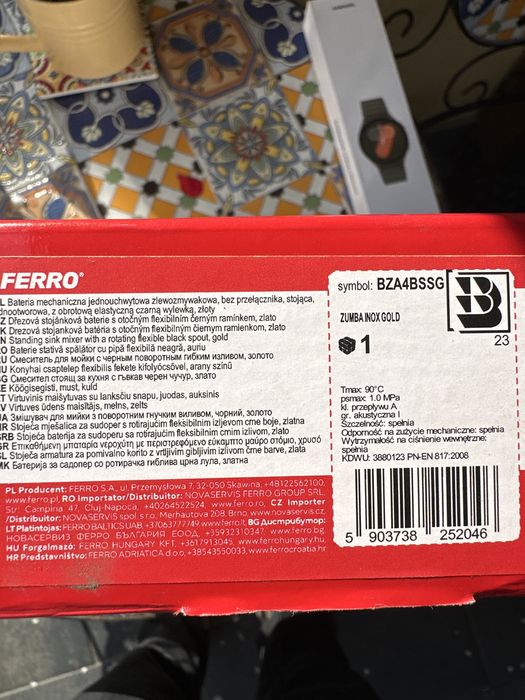 FERRO®
L Bateria mechaniczna jednouchwytowa zlewozmywakowa, bez przełącznika, stojąca,
dnootworowa, z obrotową elastyczną czarną wylewką, złoty
Z Dřezová stojánková baterie s otočným flexibilním černým ramínkem, zlatо
K Drezová stojanková batéria s otočným flexibilným čiernym ramienkom, zlato
N Standing sink mixer with a rotating flexible black spout, gold
RO Baterie stativă spălător cu pipă flexibilă neagră, auriu
RU Смеситель для мойки с черным поворотным гибким изливом, золото
HU Konyhai csaptelep flexibilis fekete kifolyócsővel, arany színű
BG Смесител стоящ за кухня с гъвкав черен чучур, злато
EE Köögisegisti, must, kuld
LT Virtuvinis maišytuvas su lanksčiu snapu, juodas, auksinis
LV Virtuves ūdens maisītājs, melns, zelts
UA Змішувач для мийки з поворотним гнучким виливом, чорний, золото
HR Stojeća mješalica za sudoper s rotirajućim fleksibilnim izljevom crne boje, zlatna
SRB Stojeća baterija za sudoperu sa rotirajućim fleksibilnim crnim izlivom, zlato
GR Επικαθήμενη μπαταρία νεροχύτη με περιστρεφόμενο εύκαμπτο μαύρο στόμιο, χρυσό
SL Stoječa armatura za pomivalno korito z vrtljivim gibljivim izlivom črne barve, zlata
MK Батерија за садопер со ротирачка гиблива црна лула, златна
PL Producent: FERRO S.A., ul. Przemysłowa 7, 32-050 Skawina, +48122562100,
www.ferro.pl, RO Importator/Distribuitor: NOVASERVIS FERRO GROUP SRL,
Str: Campina 47, Cluj Napoca, +40264522524, www.ferro.ro, CZ Importer
/Distributor: NOVASERVIS spol. s r.o., Merhautova 208, Brno, www.novaservis.cz,
LT Platintojas: FERRO BALTICS UAB, +37063777749 www.ferro.lt, BG Дистрибутор:
НОВАСЕРВИЗ ФЕРРО БЪЛГАРИЯ ЕООД, +35932310347, www.ferro.bg,
HU Forgalmazó: FERRO HUNGARY KFT, +3617913045, www.ferrohungary.hu,
HR Predstavništvo: FERRO ADRIATICA d.o.o., +38543550033, www.ferrocroatia.hr
symbol: BZA4BSSG
B
23
ZUMBA INOX GOLD
1
Tmax: 90°C
psmax: 1.0 MPa
kl. przepływu A
gr. akustyczna I
Szczelność: spełnia
Odporność na zużycie mechaniczne: spełnia
Wytrzymałość na ciśnienie wewnętrzne:
spełnia
KDWU: 3880123 PN-EN 817:2008
5 903738 252046